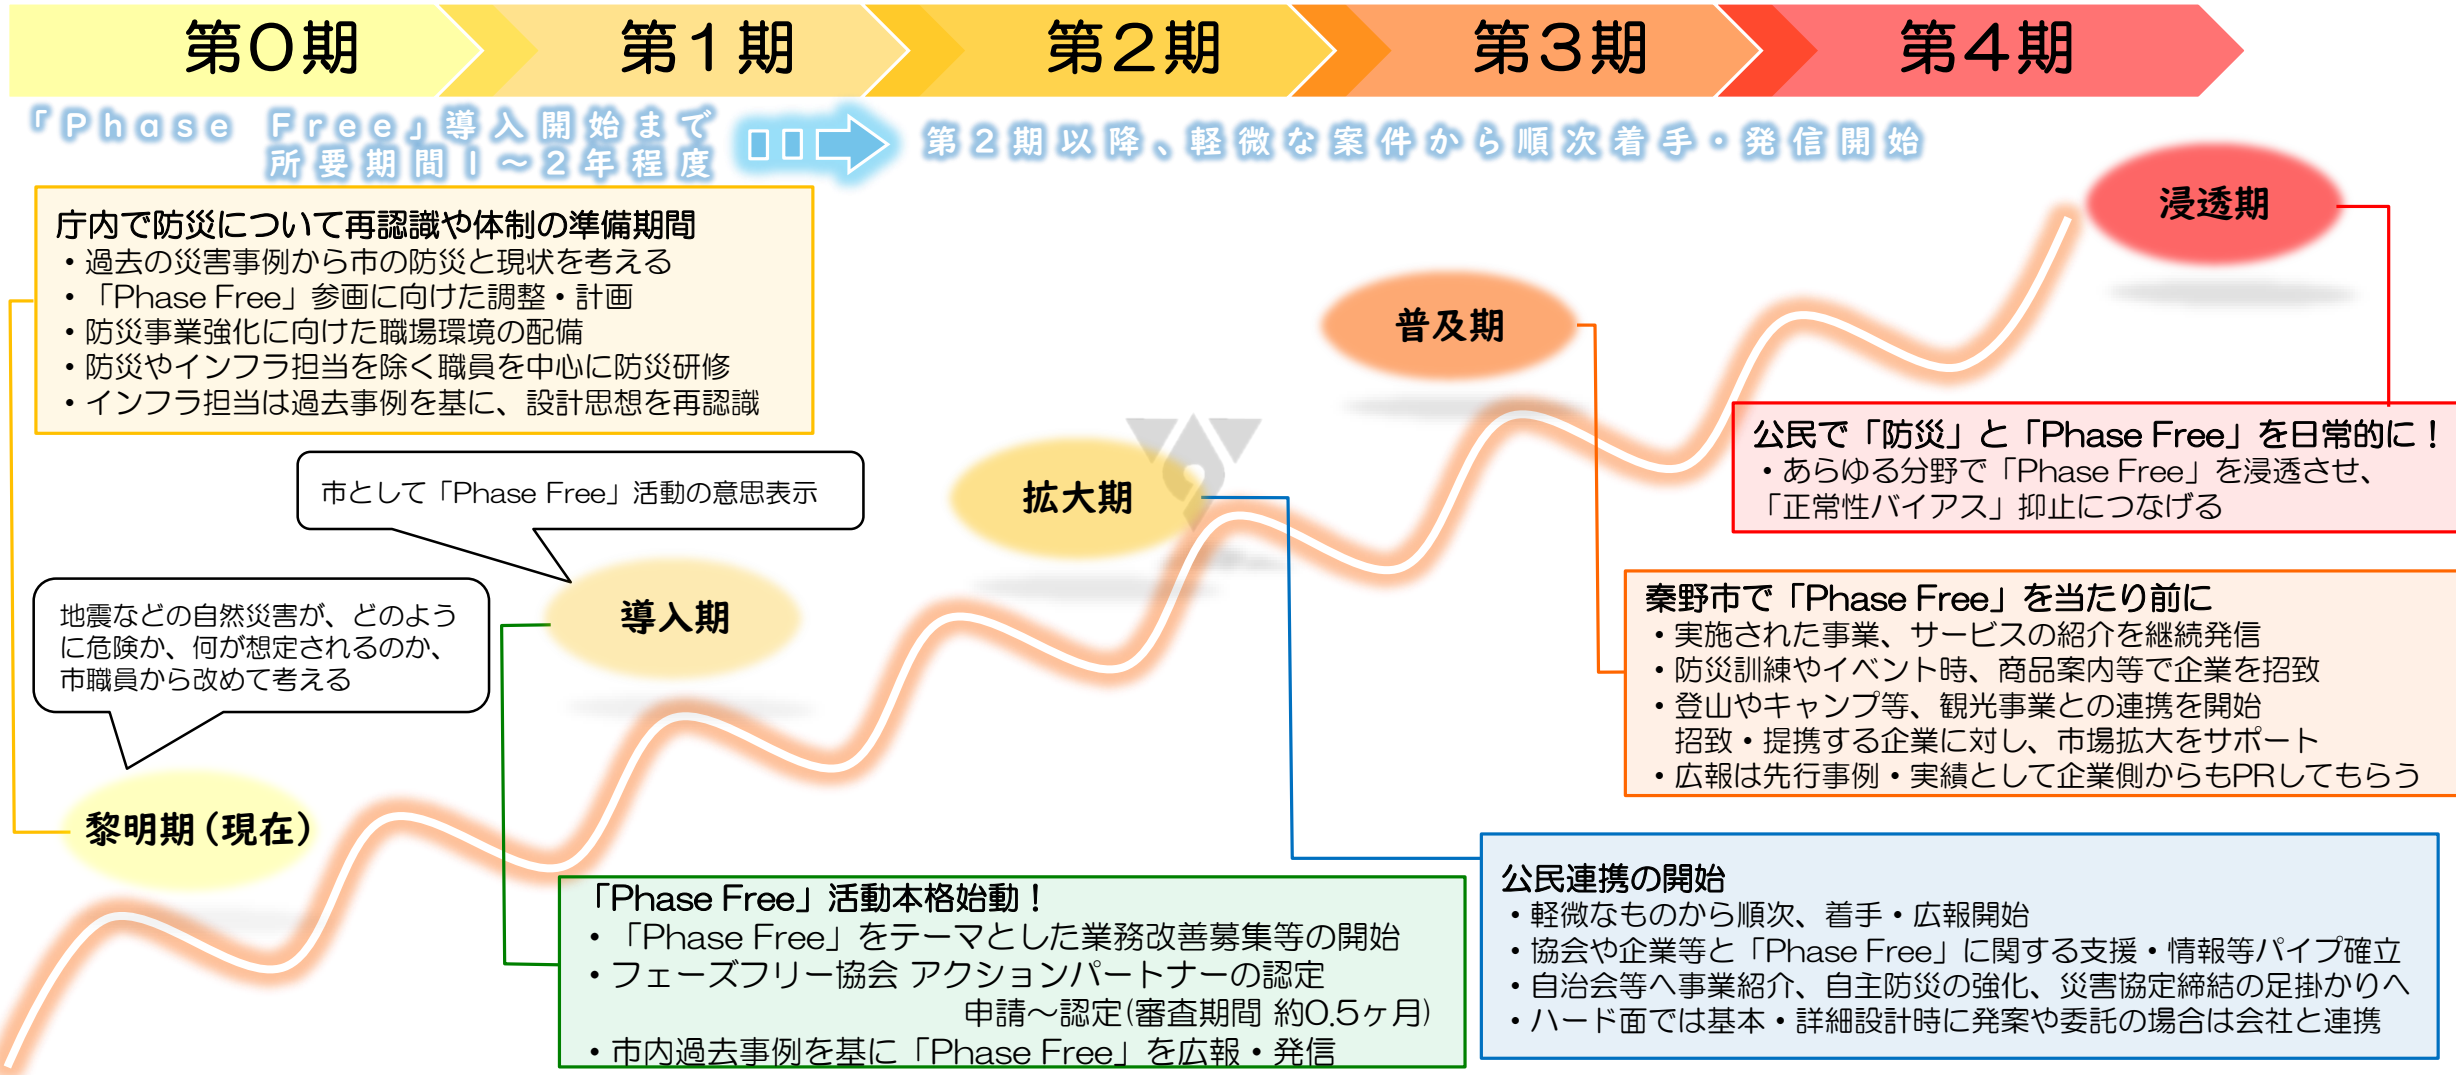 第0期
第1期
第2期
第3期
第4期
「Phase Free」導入開始まで
所要期間1～2年程度
第2期以降、軽微な案件から順次着手・発信開始
庁内で防災について再認識や体制の準備期間
・過去の災害事例から市の防災と現状を考える
・「Phase Free」参画に向けた調整・計画
・防災事業強化に向けた職場環境の配備
・防災やインフラ担当を除く職員を中心に防災研修
・インフラ担当は過去事例を基に、設計思想を再認識
市として「Phase Free」活動の意思表示
地震などの自然災害が、どのよう
に危険か、何が想定されるのか、
市職員から改めて考える
黎明期(現在)
導入期
拡大期
普及期
浸透期
公民で「防災」と「Phase Free」を日常的に！
・あらゆる分野で「Phase Free」を浸透させ、
「正常性バイアス」抑止につなげる
秦野市で「Phase Free」を当たり前に
・実施された事業、サービスの紹介を継続発信
・防災訓練やイベント時、商品案内等で企業を招致
・登山やキャンプ等、観光事業との連携を開始
招致・提携する企業に対し、市場拡大をサポート
・広報は先行事例・実績として企業側からもPRしてもらう
公民連携の開始
・軽微なものから順次、着手・広報開始
・協会や企業等と「Phase Free」に関する支援・情報等パイプ確立
・自治会等へ事業紹介、自主防災の強化、災害協定締結の足掛かりへ
・ハード面では基本・詳細設計時に発案や委託の場合は会社と連携
「Phase Free」活動本格始動！
・「Phase Free」をテーマとした業務改善募集等の開始
・フェーズフリー協会 アクションパートナーの認定
申請～認定(審査期間 約0.5ヶ月)
・市内過去事例を基に「Phase Free」を広報・発信